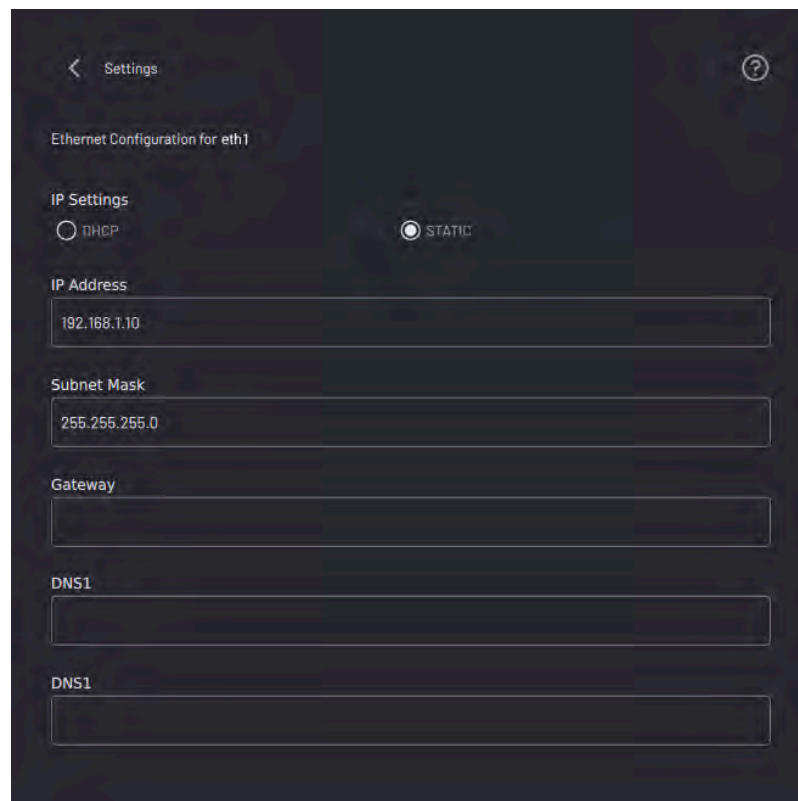 Settings
Ethernet Configuration for eth1
IP Settings
DHCP STATIC
IP Address
192.168.1.10
Subnet Mask
255.255.255.0
Gateway
DNS1
DNS1